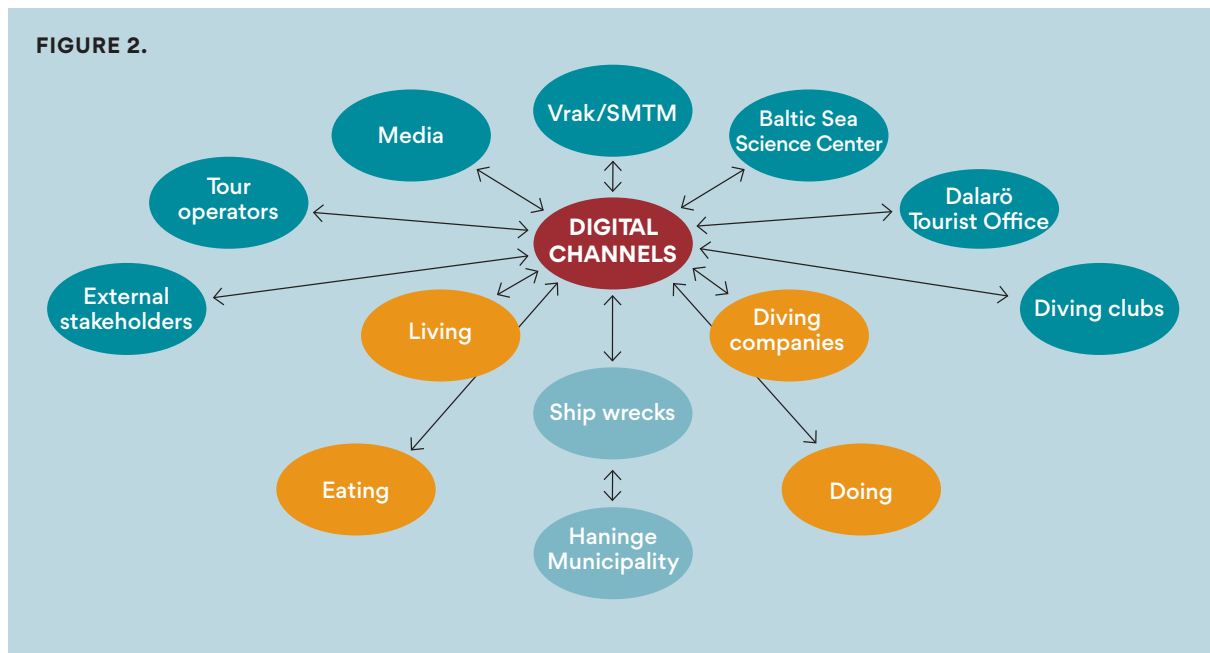 FIGURE 2.
Vrak/SMTM
Media
Baltic Sea
Science Center
Tour
operators
Dalarö
Tourist Office
DIGITAL
CHANNELS
External
stakeholders
Diving clubs
Living
Diving
companies
Ship wrecks
Eating
Doing
Haninge
Municipality